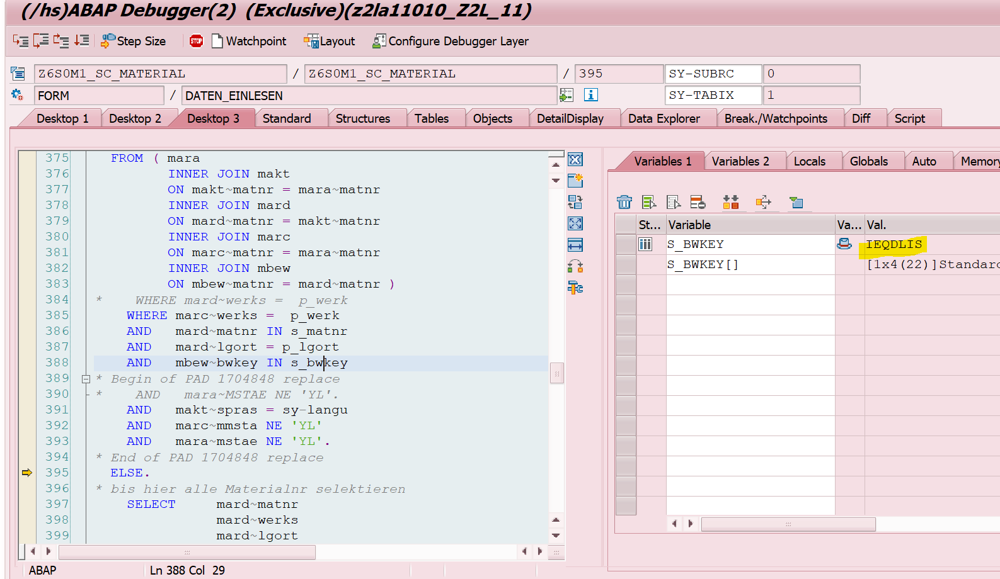 (/hs)ABAP Debugger(2) (Exclusive)(z2la11010_Z2L_11)
Step Size STOP Watchpoint Layout Configure Debugger Layer
Z6S0M1_SC_MATERIAL / Z6S0M1_SC_MATERIAL / 395 SY-SUBRC 0
FORM / DATEN_EINLESEN SY-TABIX 1
Desktop 1 Desktop 2 Desktop 3 Standard Structures Tables Objects DetailDisplay Data Explorer Break./Watchpoints Diff Script
375 FROM ( mara
376 INNER JOIN makt
377 ON makt~matnr = mara~matnr
378 INNER JOIN mard
379 ON mard~matnr = makt~matnr
380 INNER JOIN marc
381 ON marc~matnr = mara~matnr
382 INNER JOIN mbew
383 ON mbew~matnr = mard~matnr )
384 * WHERE mard~werks = p_werk
385 WHERE marc~werks = p_werk
386 AND mard~matnr IN s_matnr
387 AND mard~lgort = p_lgort
388 AND mbew~bwkey IN s_bwkey
389 * Begin of PAD 1704848 replace
390 * AND mara~MSTAE NE 'YL'.
391 AND makt~spras = sy-langu
392 AND marc~mmsta NE 'YL'
393 AND mara~mstae NE 'YL'.
394 * End of PAD 1704848 replace
395 ELSE.
396 * bis hier alle Materialnr selektieren
397 SELECT mard~matnr
398 mard~werks
399 mard~lgort
ABAP Ln 388 Col 29
Variables 1 Variables 2 Locals Globals Auto Memory
St... Variable Va... Val.
S_BWKEY IEQDLIS
S_BWKEY[] [1x4(22)]Standard